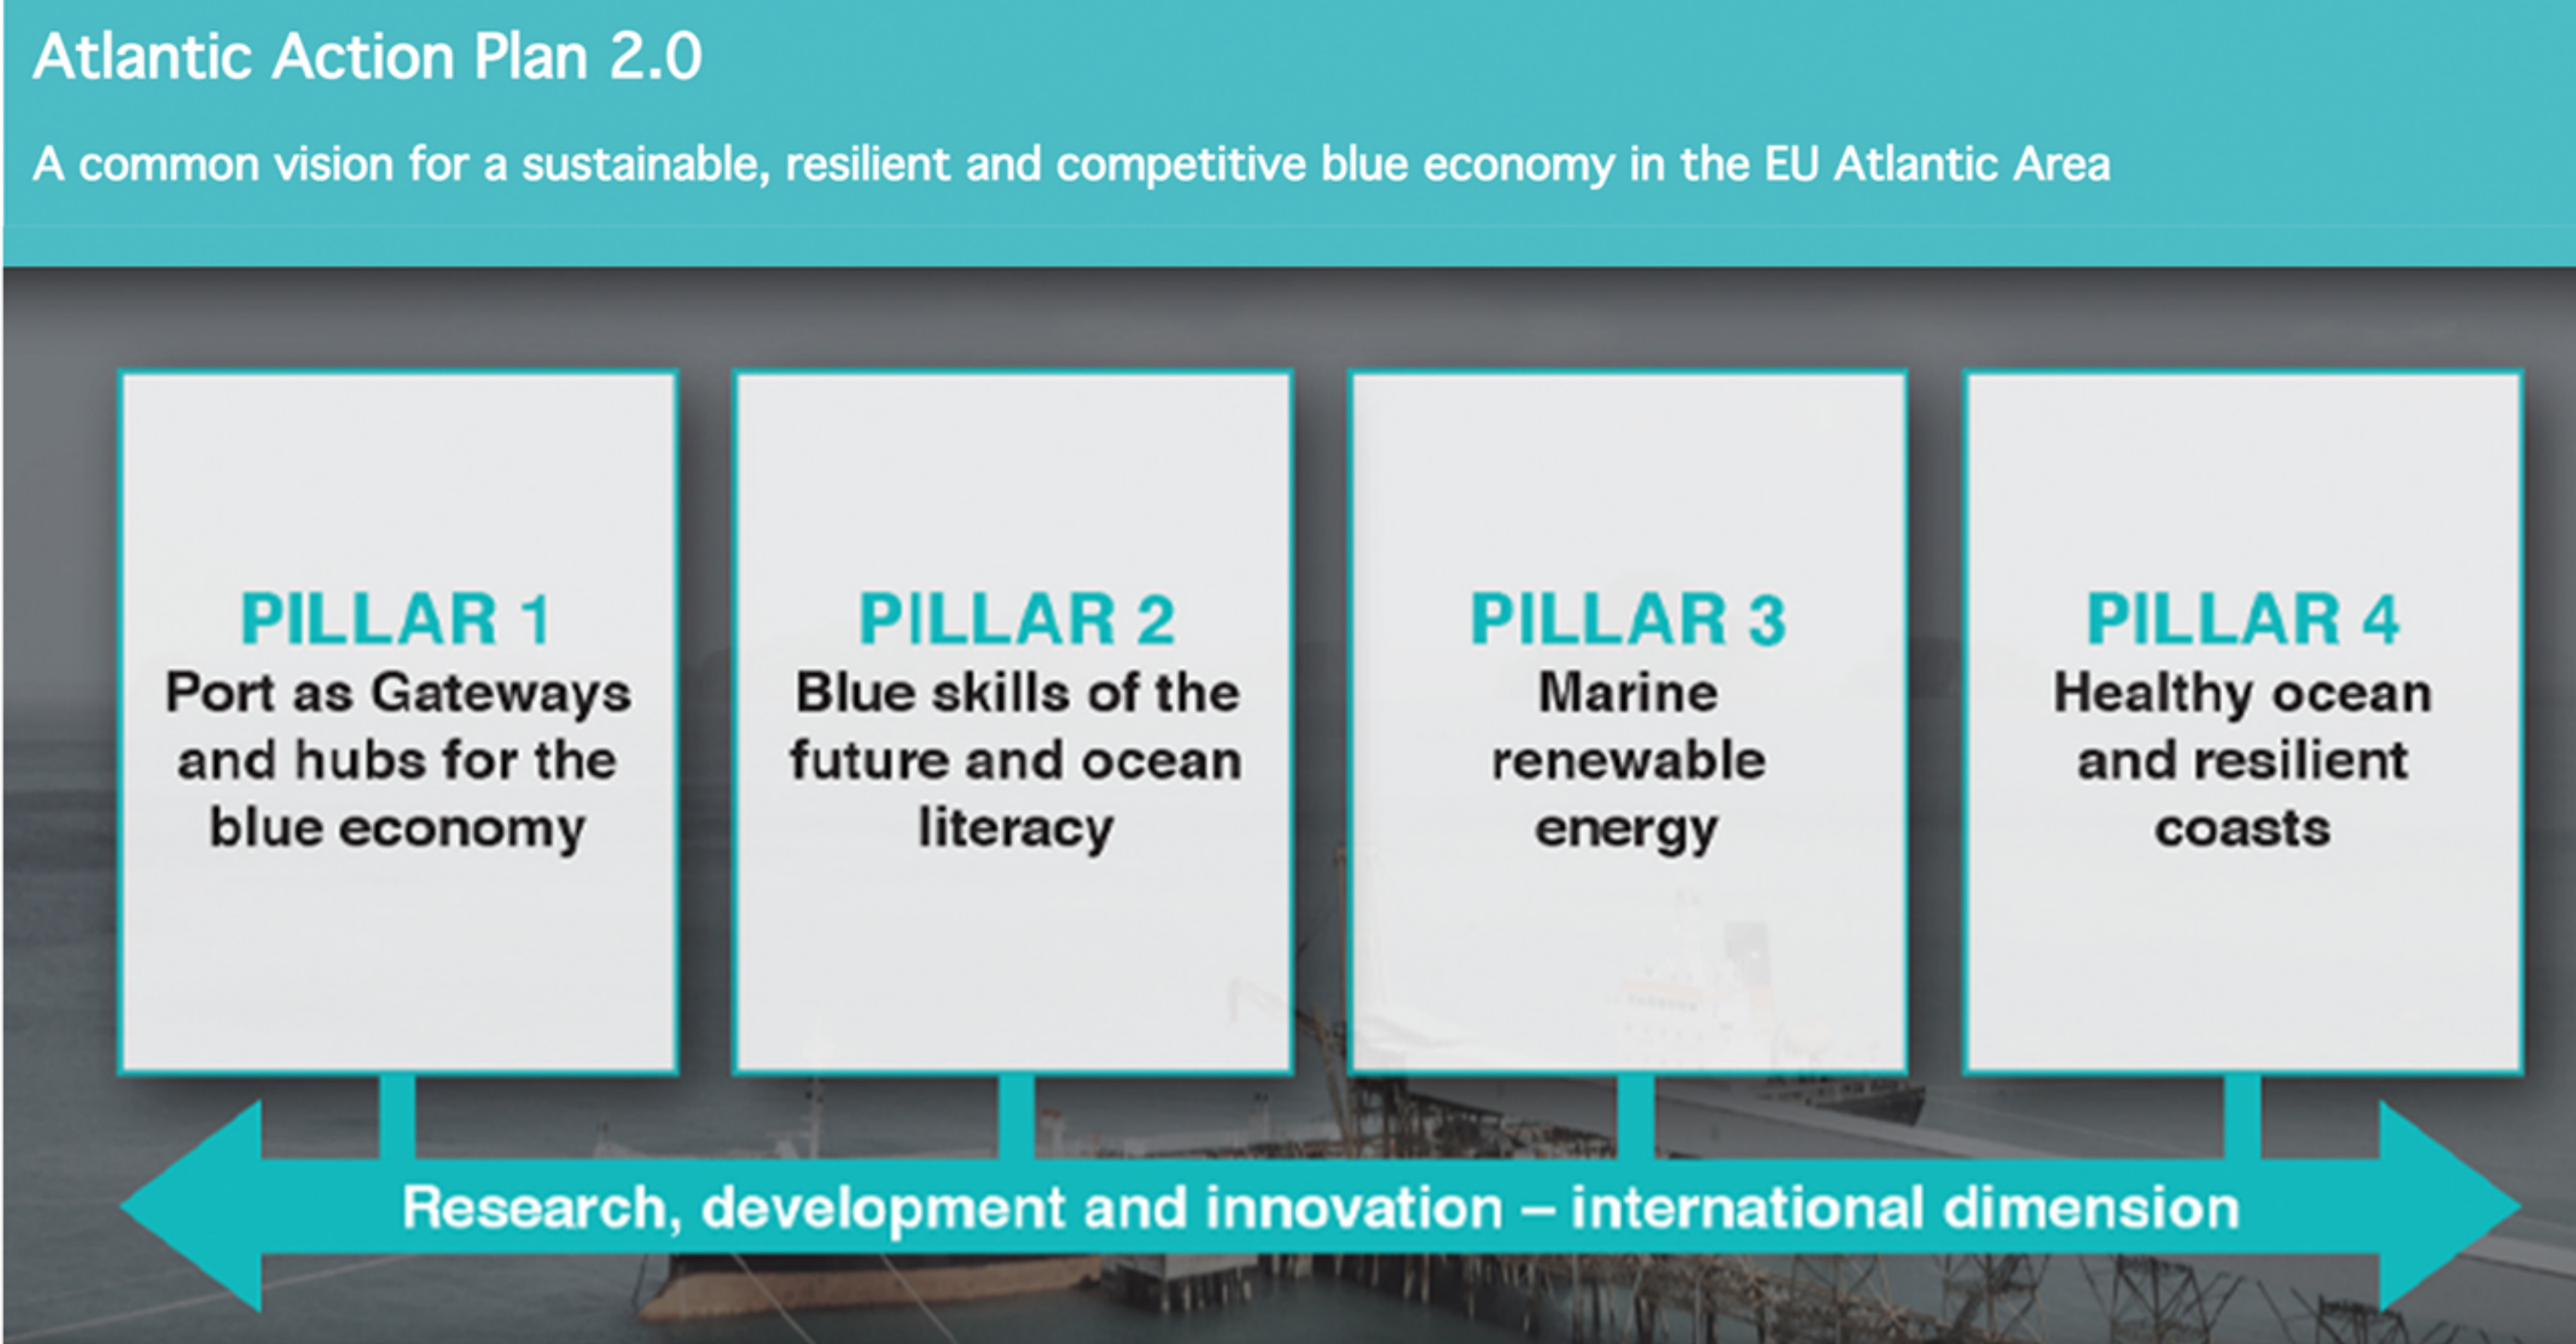 Atlantic Action Plan 2.0
A common vision for a sustainable, resilient and competitive blue economy in the EU Atlantic Area
PILLAR 1
Port as Gateways
and hubs for the
blue economy
PILLAR 2
Blue skills of the
future and ocean
literacy
PILLAR 3
Marine
renewable
energy
PILLAR 4
Healthy ocean
and resilient
coasts
Research, development and innovation – international dimension